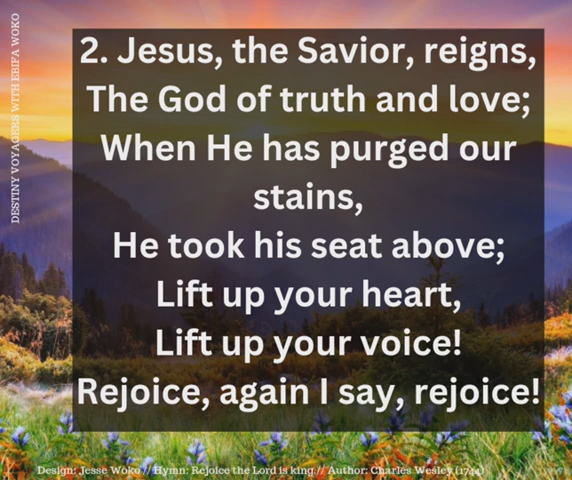 DESTINY VOYAGERS WITH EBIFA WOKO
2. Jesus, the Savior, reigns,
The God of truth and love;
When He has purged our
stains,
He took his seat above;
Lift up your heart,
Lift up your voice!
Rejoice, again I say, rejoice!
Design: Jesse Woko // Hymn: Rejoice the Lord is king.// Author: Charles Wesley (1744)